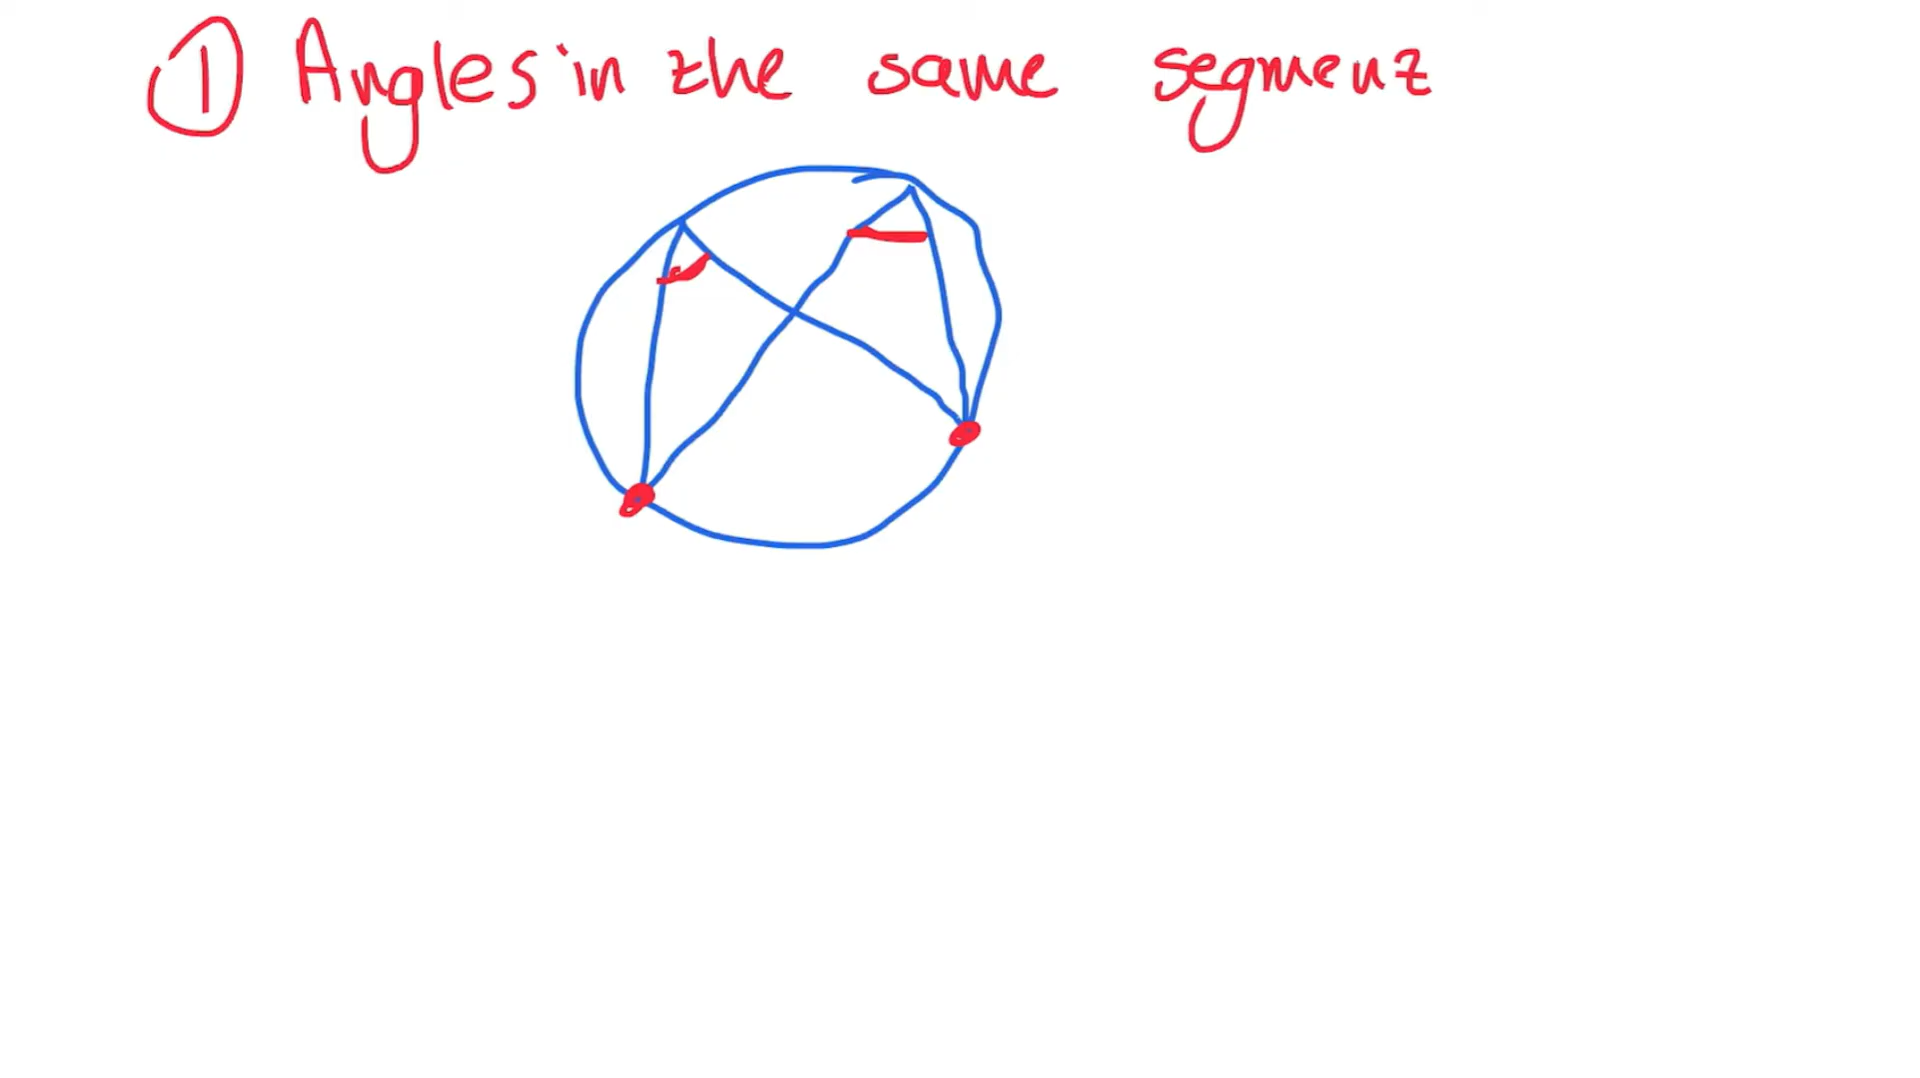 ① Angles in the same segment